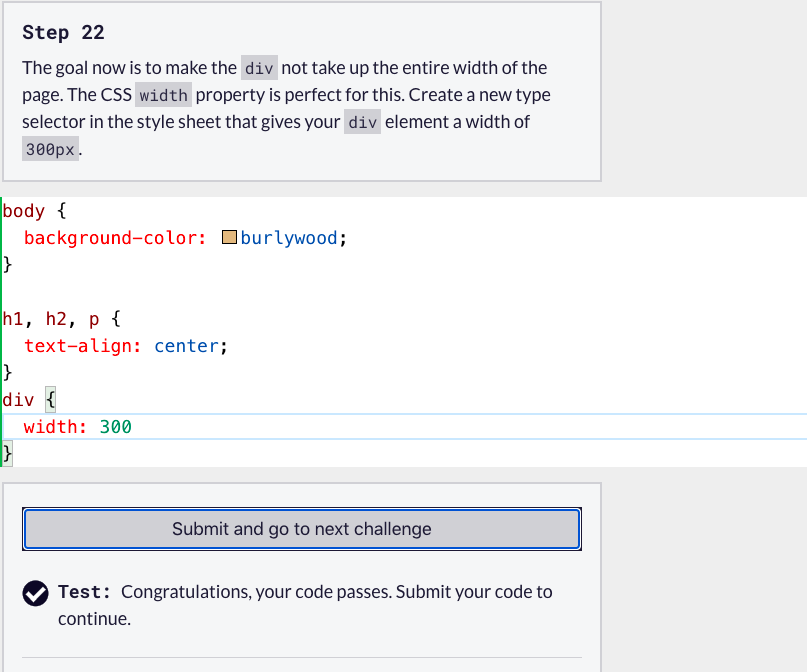 Step 22
The goal now is to make the div not take up the entire width of the
page. The CSS width property is perfect for this. Create a new type
selector in the style sheet that gives your div element a width of
300px.
body {
  background-color: burlywood;
}
h1, h2, p {
  text-align: center;
}
div {
  width: 300
}
Submit and go to next challenge
Test: Congratulations, your code passes. Submit your code to
continue.